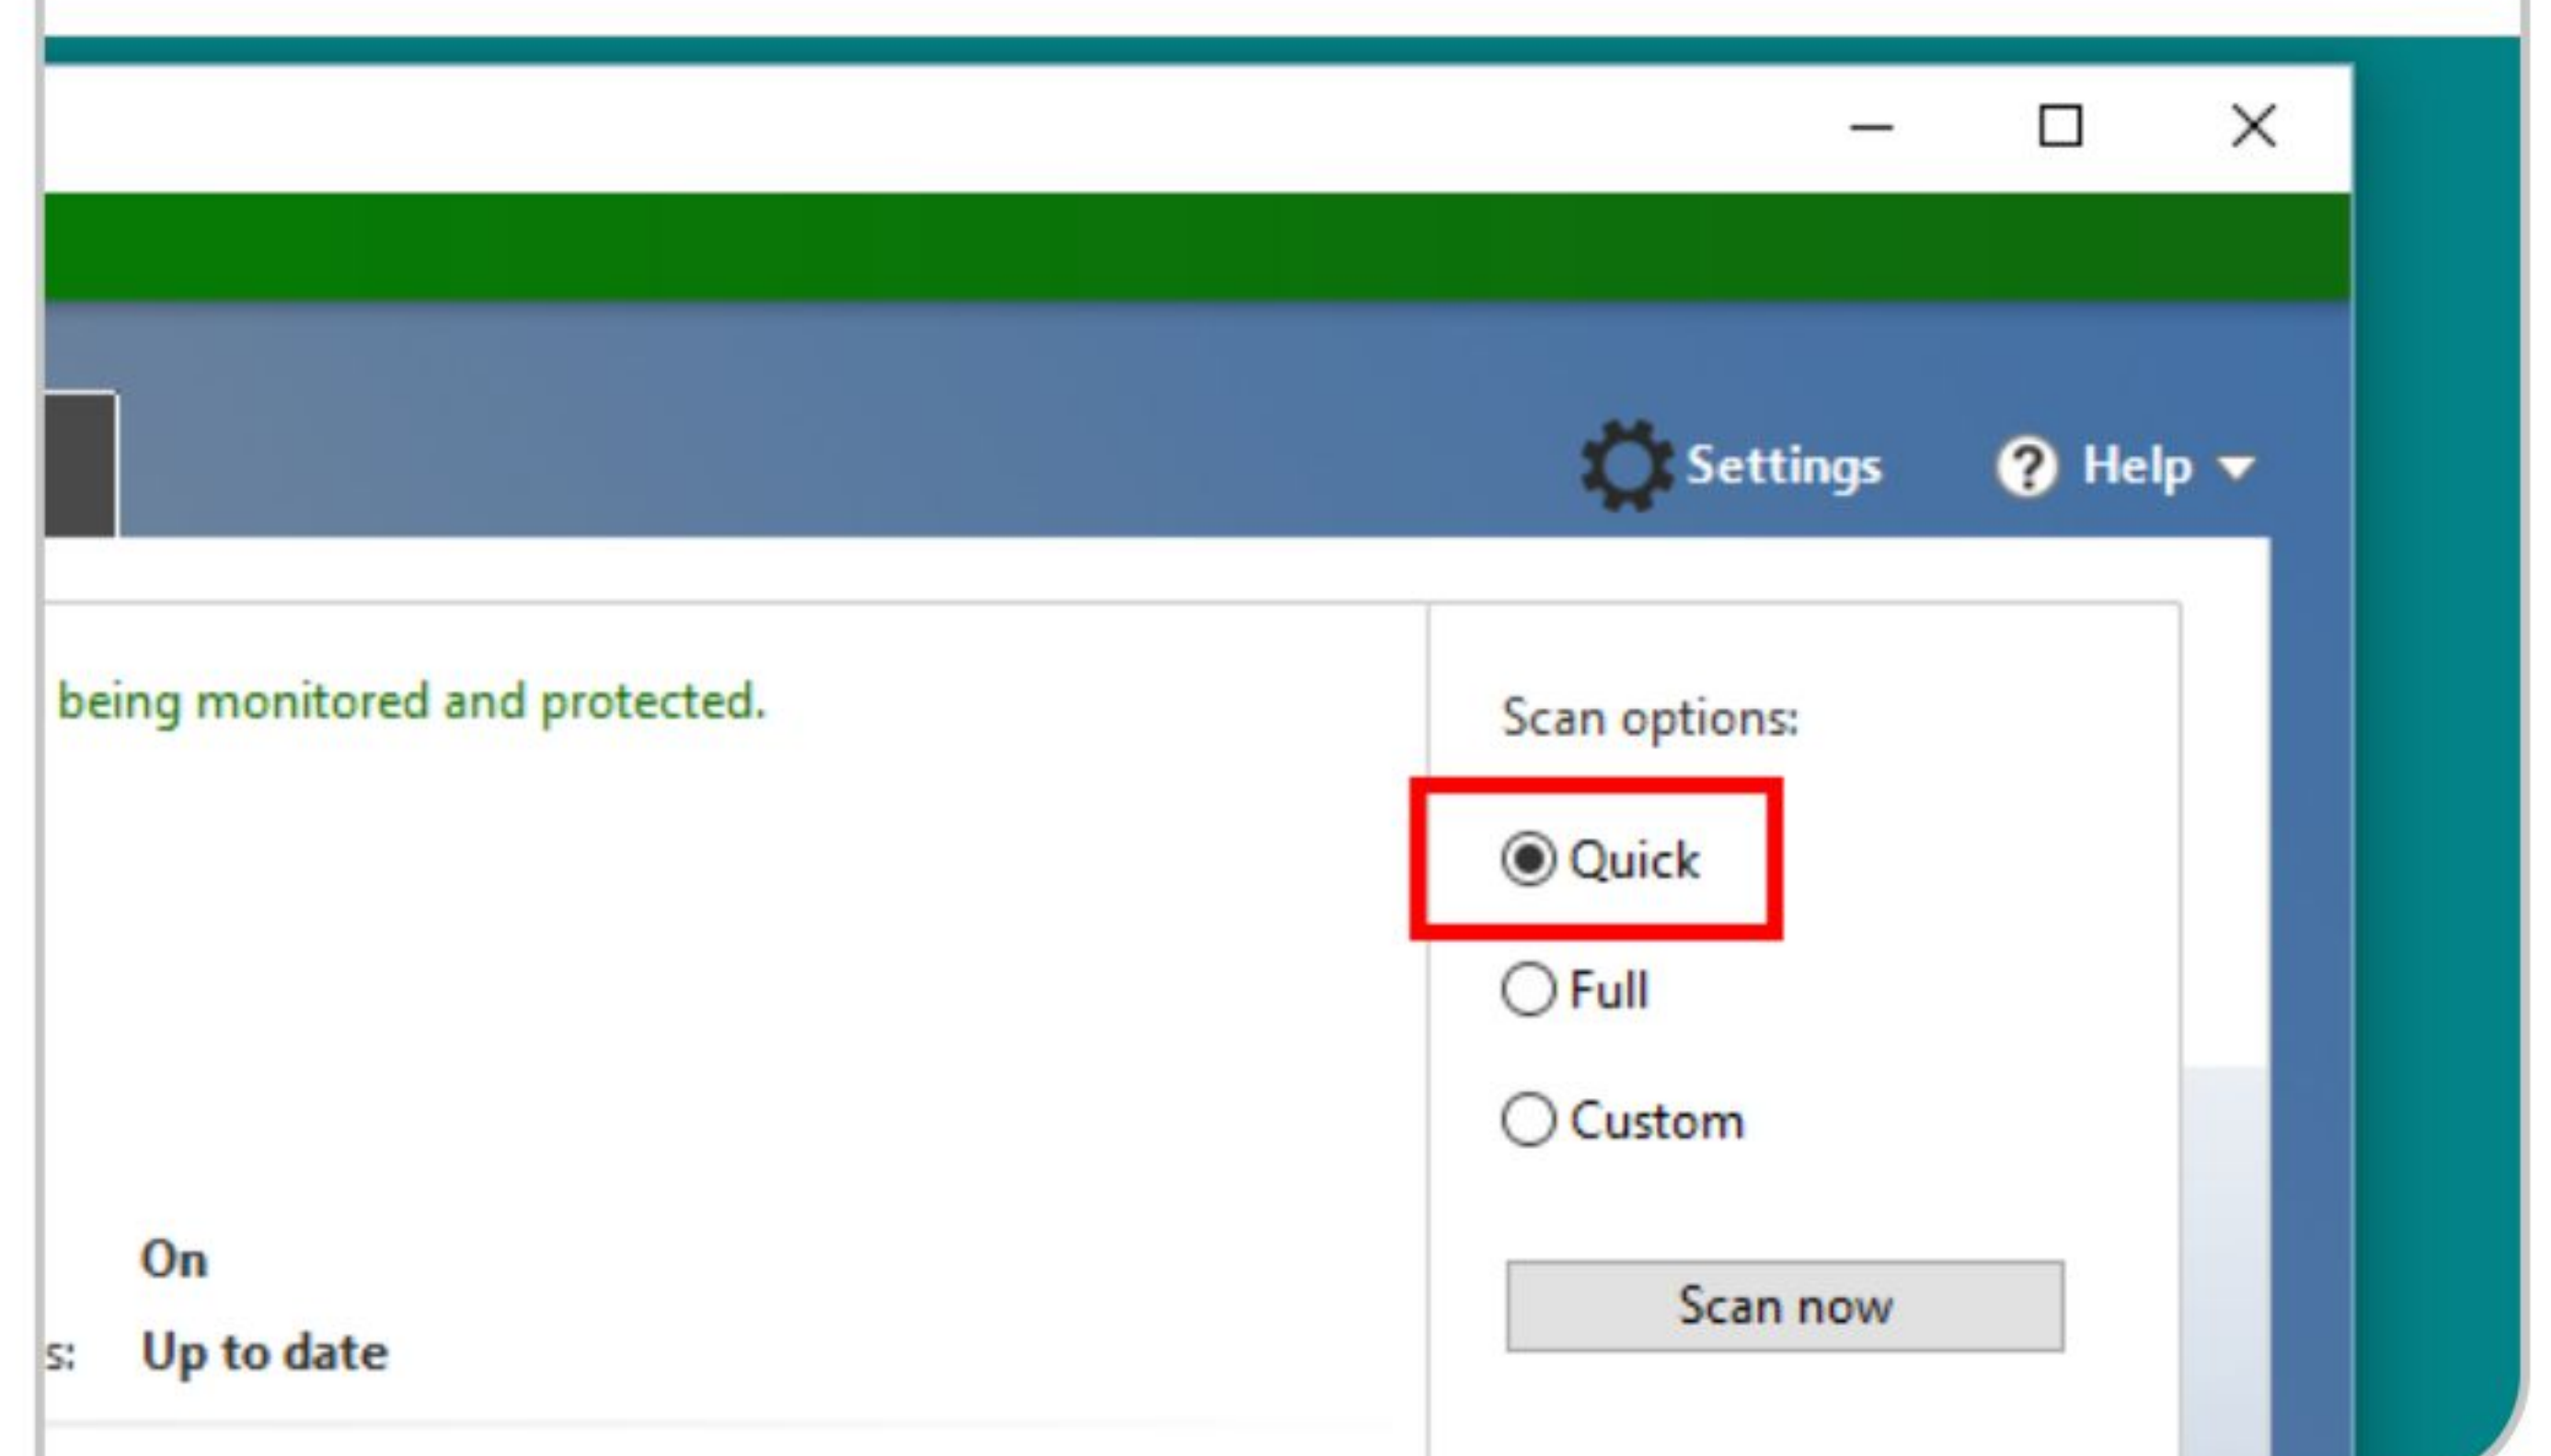 Settings ? Help
being monitored and protected.
Scan options:
Quick
Full
Custom
On
Scan now
s: Up to date